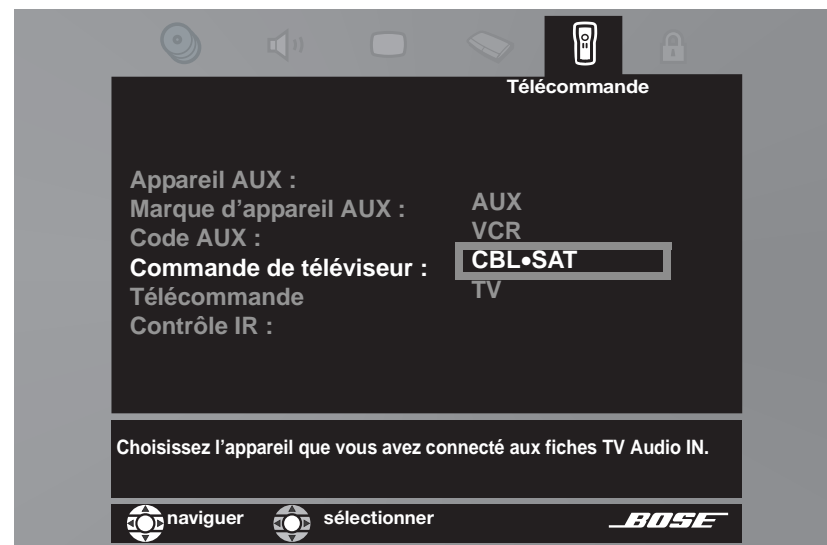 Télécommande
Appareil AUX :
Marque d’appareil AUX :
Code AUX :
Commande de téléviseur :
Télécommande
Contrôle IR :
AUX
VCR
CBL•SAT
TV
Choisissez l’appareil que vous avez connecté aux fiches TV Audio IN.
naviguer sélectionner BOSE